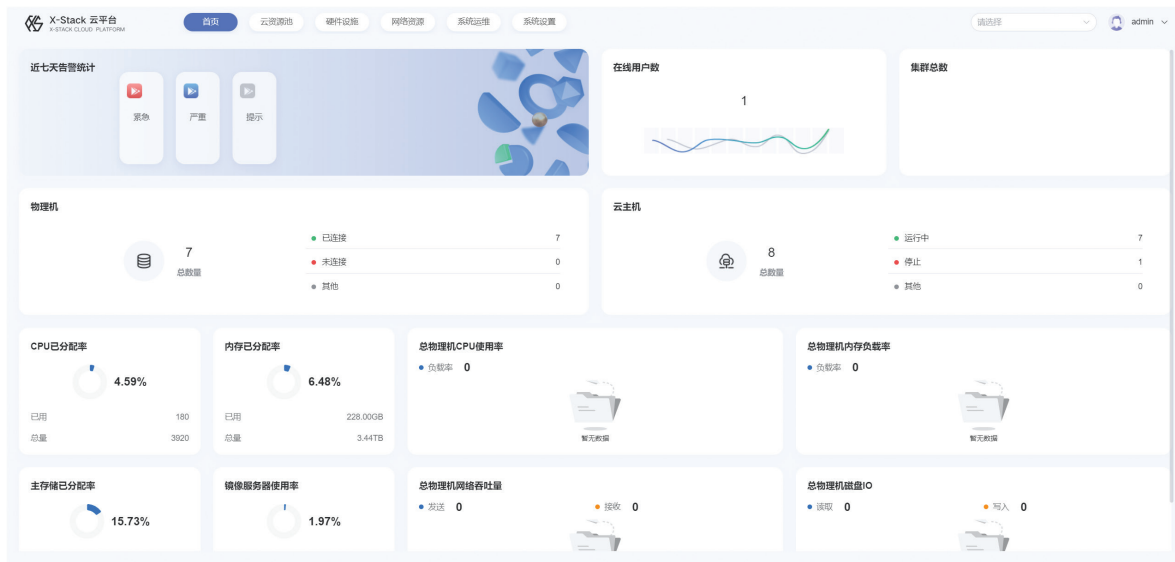 X-Stack 云平台
X-STACK CLOUD PLATFORM
首页
云资源池
硬件设施
网络资源
系统运维
系统设置
请选择
admin
近七天告警统计
紧急
严重
提示
在线用户数
1
集群总数
物理机
7
总数量
已连接 7
未连接 0
其他 0
云主机
8
总数量
运行中 7
停止 1
其他 0
CPU已分配率
4.59%
已用 180
总量 3920
内存已分配率
6.48%
已用 228.00GB
总量 3.44TB
总物理机CPU使用率
负载率 0
暂无数据
总物理机内存负载率
负载率 0
暂无数据
主存储已分配率
15.73%
镜像服务器使用率
1.97%
总物理机网络吞吐量
发送 0
接收 0
总物理机磁盘IO
读取 0
写入 0